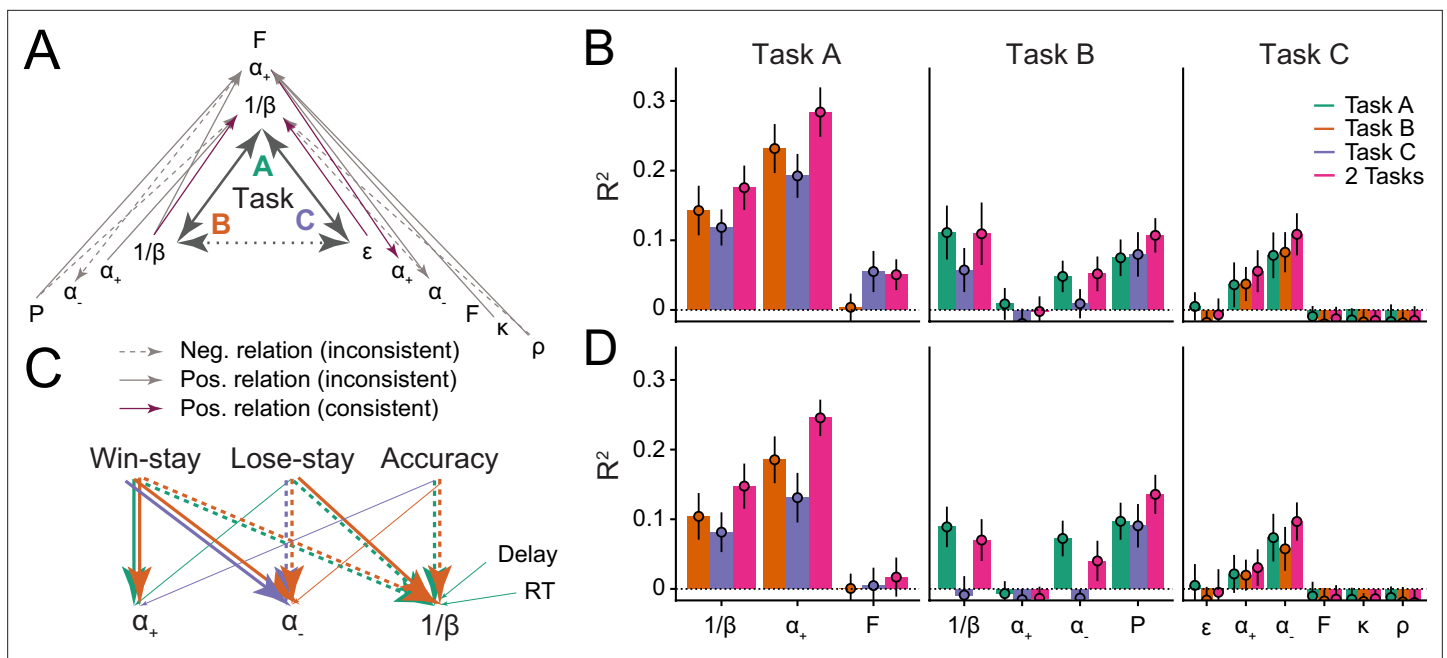 A
F
α+
1/β
A
Task
B
C
1/β
ε
α+
α+
α-
α-
P
F
κ
ρ
Neg. relation (inconsistent)
Pos. relation (inconsistent)
Pos. relation (consistent)
B
Task A
Task B
Task C
R²
0.3
0.2
0.1
0
Task A
Task B
Task C
2 Tasks
C
Win-stay
Lose-stay
Accuracy
Delay
RT
α+
α-
1/β
D
R²
0.3
0.2
0.1
0
1/β α+ F
1/β α+ α- P
ε α+ α- F κ ρ